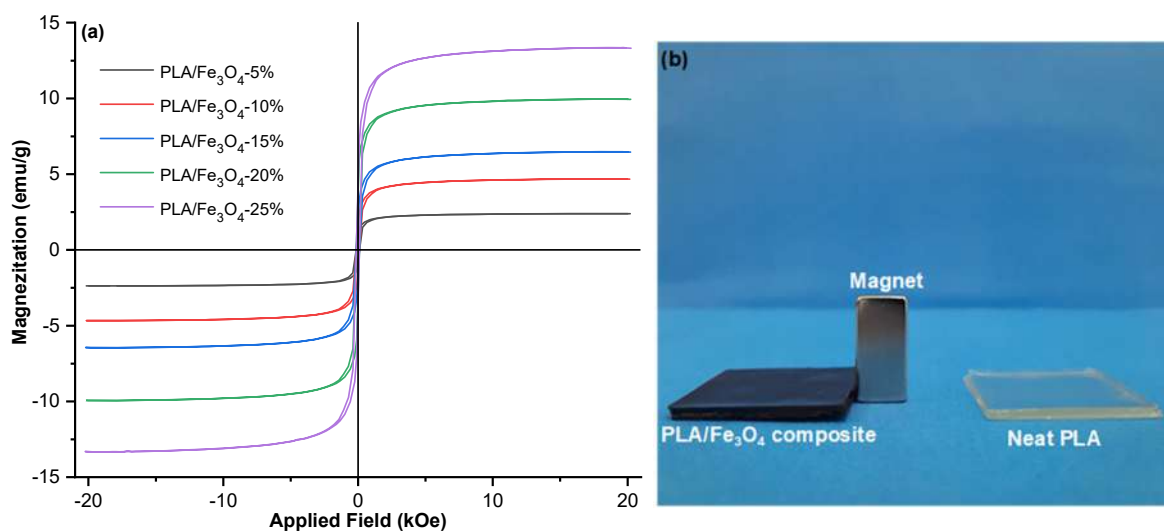 (a)
PLA/Fe₃O₄-5%
PLA/Fe₃O₄-10%
PLA/Fe₃O₄-15%
PLA/Fe₃O₄-20%
PLA/Fe₃O₄-25%
Magnezitation (emu/g)
15
10
5
0
-5
-10
-15
-20
-10
0
10
20
Applied Field (kOe)
(b)
Magnet
PLA/Fe₃O₄ composite
Neat PLA